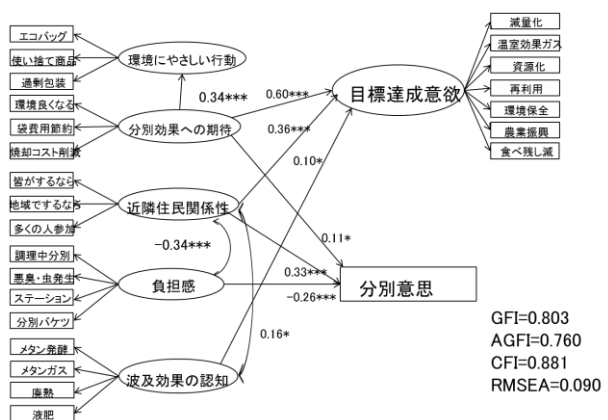 エコバッグ
使い捨て商品
過剰包装
環境良くなる
袋費用節約
焼却コスト削減
皆がするなら
地域でするなら
多くの人参加
調理中分別
悪臭・虫発生
ステーション
分別バケツ
メタン発酵
メタンガス
廃熱
液肥
環境にやさしい行動
分別効果への期待
近隣住民関係性
負担感
波及効果の認知
0.34***
0.60***
0.36***
0.10*
0.11*
-0.34***
0.33***
-0.26***
0.16*
目標達成意欲
分別意思
減量化
温室効果ガス
資源化
再利用
環境保全
農業振興
食べ残し減
GFI=0.803
AGFI=0.760
CFI=0.881
RMSEA=0.090